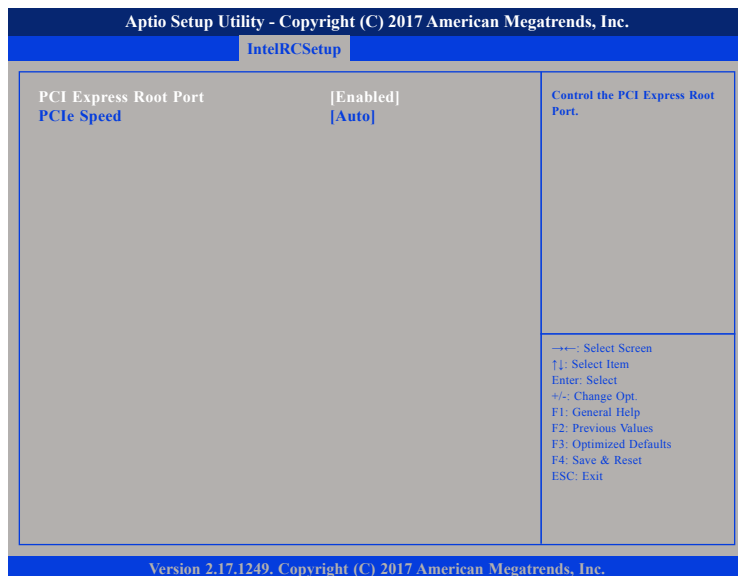 Aptio Setup Utility - Copyright (C) 2017 American Megatrends, Inc.
IntelRCSetup
PCI Express Root Port [Enabled]
PCIe Speed [Auto]
Control the PCI Express Root
Port.
→←: Select Screen
↑↓: Select Item
Enter: Select
+/-: Change Opt.
F1: General Help
F2: Previous Values
F3: Optimized Defaults
F4: Save & Reset
ESC: Exit
Version 2.17.1249. Copyright (C) 2017 American Megatrends, Inc.